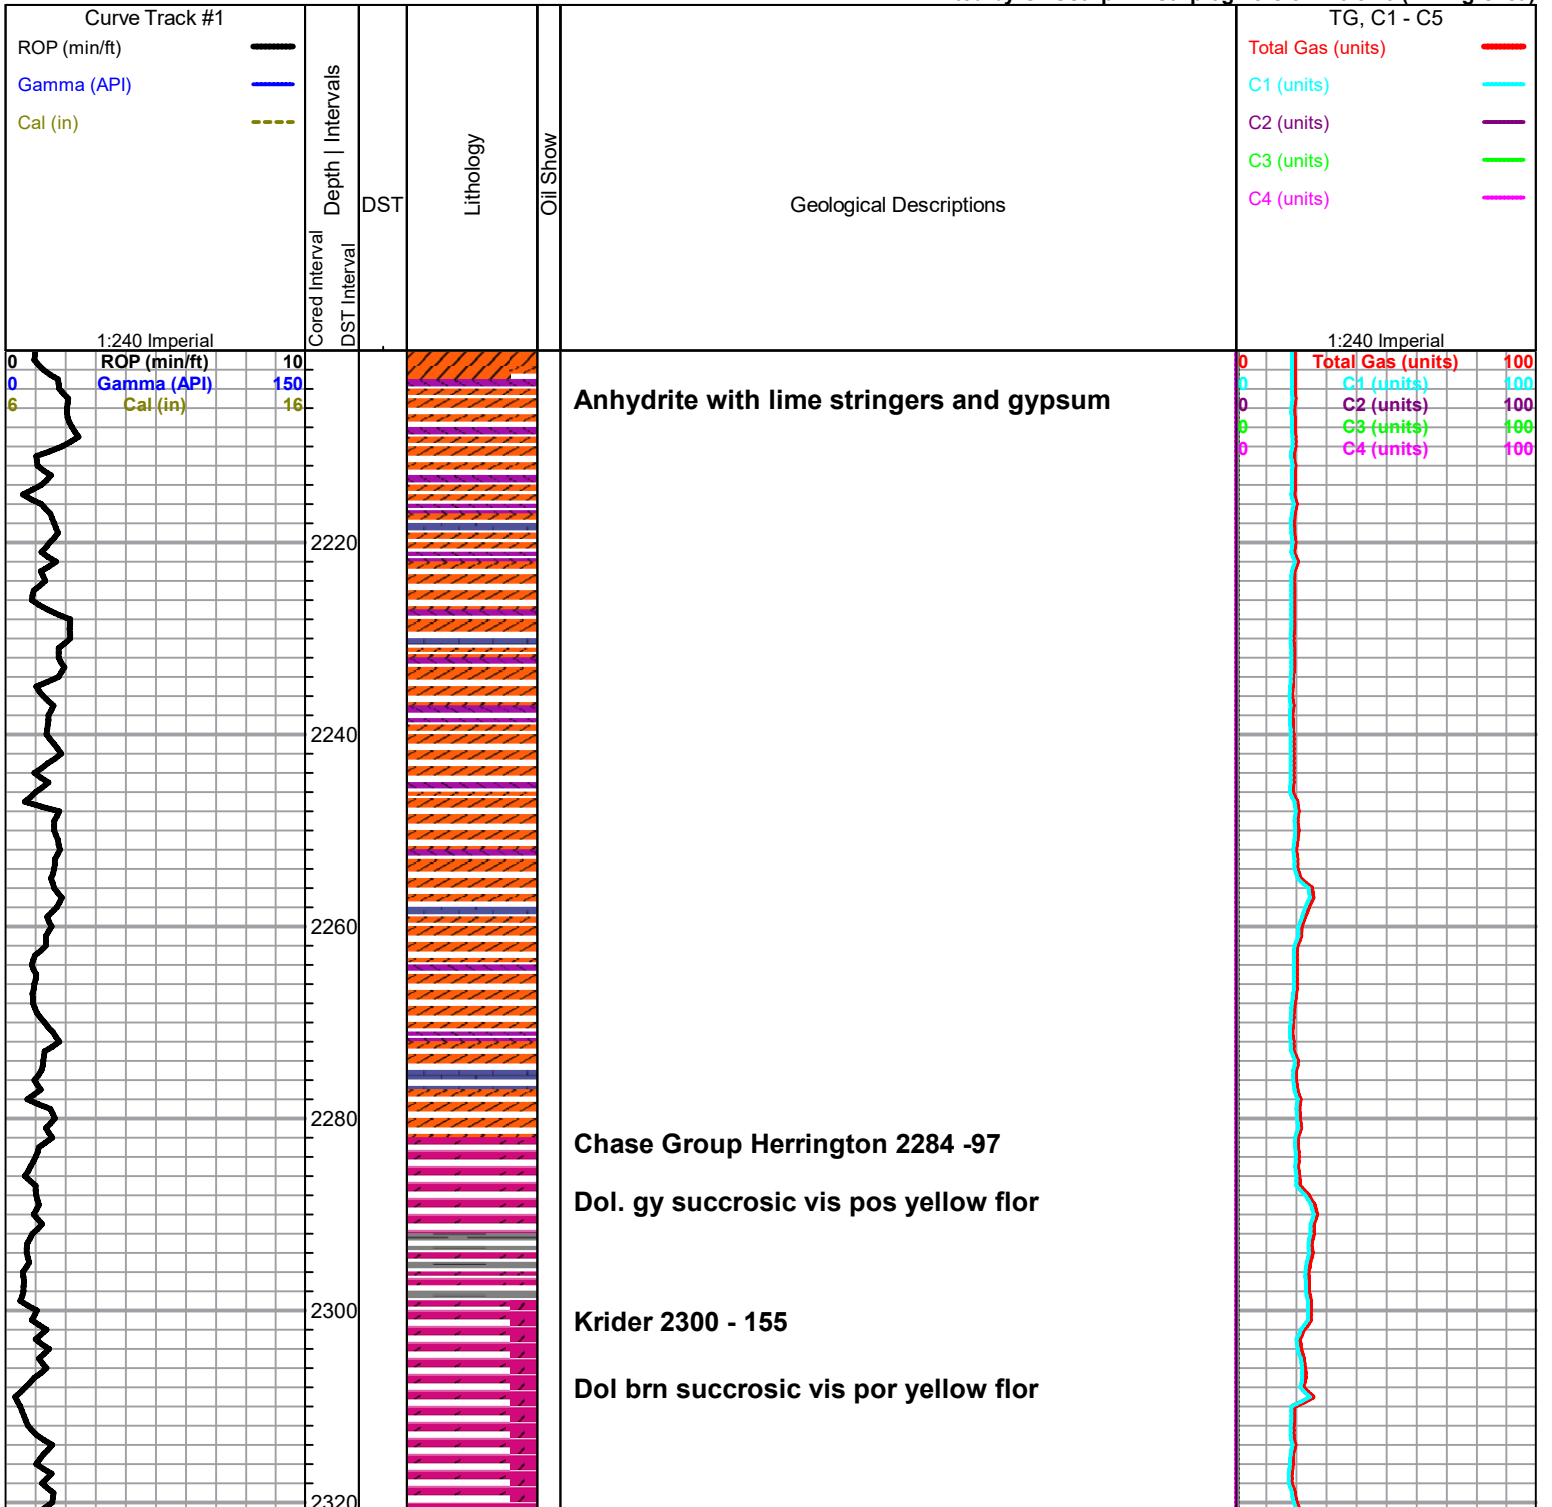 Curve Track #1
ROP (min/ft)
Gamma (API)
Cal (in)
1:240 Imperial
Depth | Intervals
Cored Interval
DST Interval
DST
Lithology
Oil Show
Geological Descriptions
TG, C1 - C5
Total Gas (units)
C1 (units)
C2 (units)
C3 (units)
C4 (units)
1:240 Imperial
0 ROP (min/ft) 10
0 Gamma (API) 150
6 Cal (in) 16
0 Total Gas (units) 100
0 C1 (units) 100
0 C2 (units) 100
0 C3 (units) 100
0 C4 (units) 100
Anhydrite with lime stringers and gypsum
2220
2240
2260
2280
Chase Group Herrington 2284 -97
Dol. gy succrosic vis pos yellow flor
2300
Krider 2300 - 155
Dol brn succrosic vis por yellow flor
2320